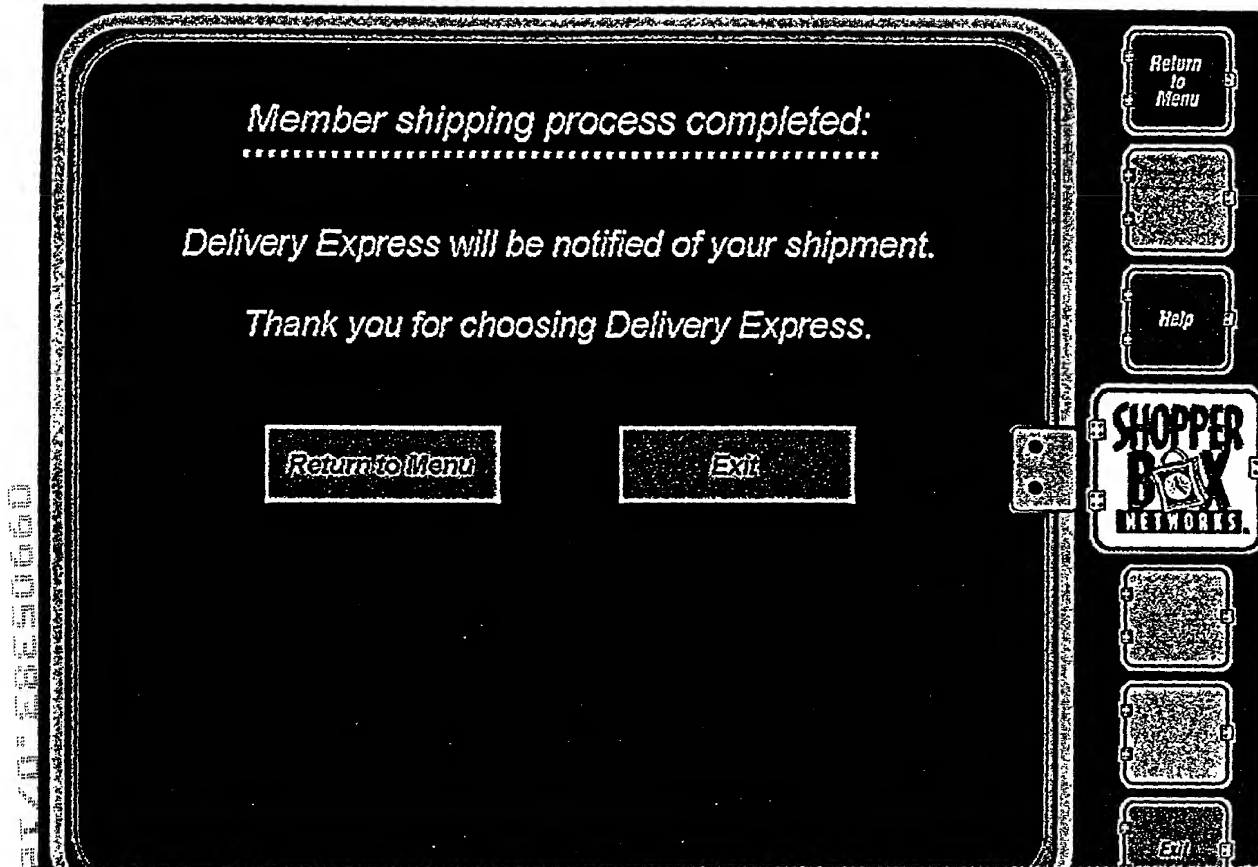 Member shipping process completed:
Delivery Express will be notified of your shipment.
Thank you for choosing Delivery Express.
Return to Menu
Exit
Return
to
Menu
Help
SHOPPER
BOX
NETWORKS
Exit